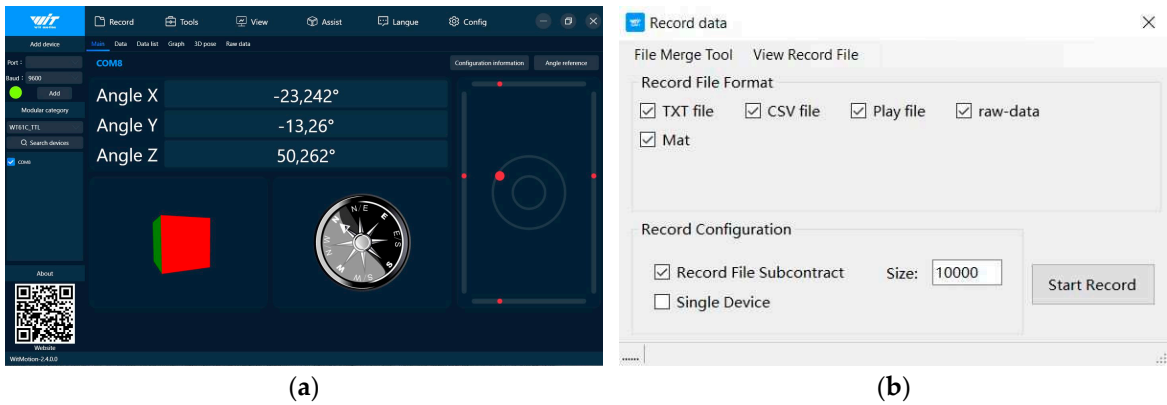 WiT
WIT MOTION
Record
Tools
View
Assist
Langue
Config
Add device
Main Data Data list Graph 3D pose Raw data
Port :
COM8
Configuration information
Angle reference
Baud : 9600
Add
Modular category
WT61C_TTL
Search devices
COM8
Angle X -23,242°
Angle Y -13,26°
Angle Z 50,262°
N/E
E
E/S
S
W/S
W
N/W
N
About
Website
WitMotion-2.4.0.0
(a)
Record data
File Merge Tool View Record File
Record File Format
TXT file CSV file Play file raw-data
Mat
Record Configuration
Record File Subcontract Size: 10000
Single Device
Start Record
......
(b)